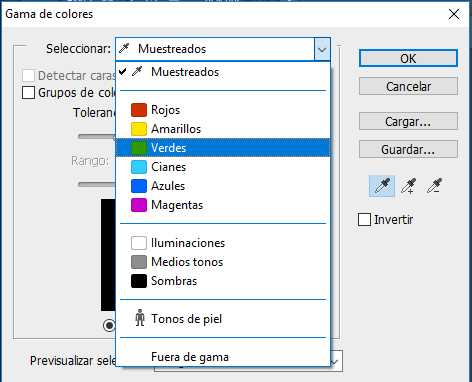 Gama de colores
Seleccionar: Muestreados
OK
Muestreados
Detectar caras
Cancelar
Grupos de colo
Rojos
Toleranc
Cargar...
Amarillos
Verdes
Guardar...
Rango:
Cianes
Azules
Magentas
Invertir
Iluminaciones
Medios tonos
Sombras
Tonos de piel
Previsualizar sele
Fuera de gama